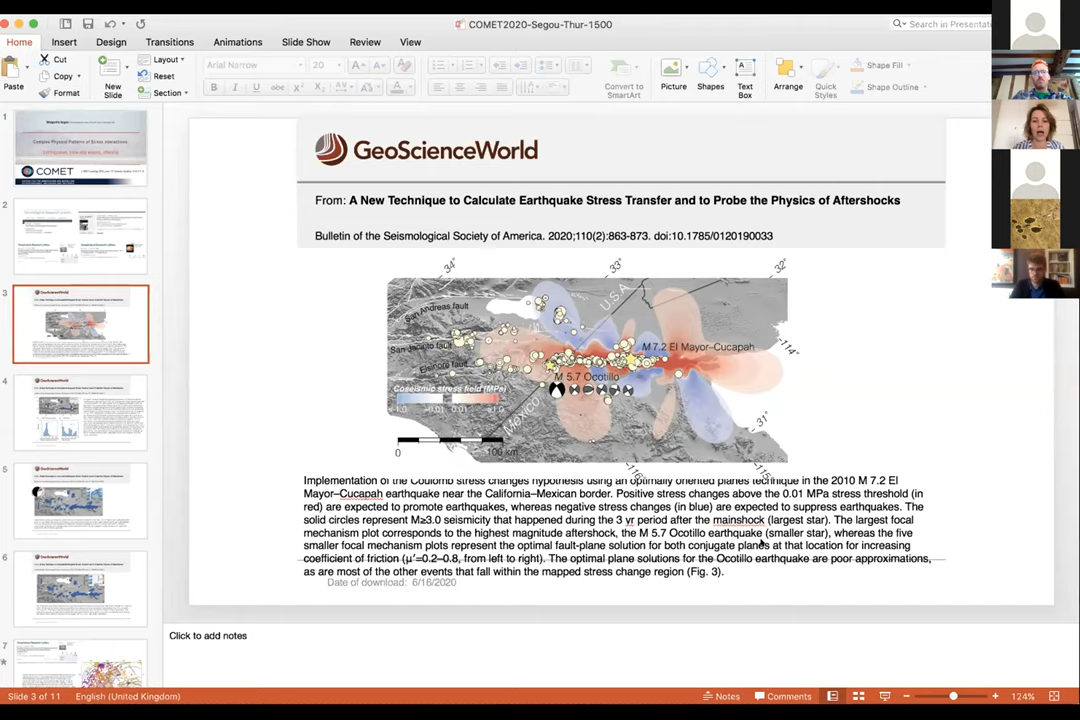 COMET2020-Segou-Thur-1500
Search in Presentati
Home Insert Design Transitions Animations Slide Show Review View
Paste
Cut
Copy
Format
New Slide
Layout
Reset
Section
Arial Narrow
20
Convert to SmartArt
Picture
Shapes
Text Box
Arrange
Quick Styles
Shape Fill
Shape Outline
1
COMET
2
3
4
5
6
7
GeoScienceWorld
From: A New Technique to Calculate Earthquake Stress Transfer and to Probe the Physics of Aftershocks
Bulletin of the Seismological Society of America. 2020;110(2):863-873. doi:10.1785/0120190033
34°
33°
32°
San Andreas fault
U.S.A.
San Jacinto fault
M 7.2 El Mayor–Cucapah
-114°
Elsinore fault
M 5.7 Ocotillo
Coseismic stress field (MPa)
MEXICO
31°
0
100 km
-116°
-115°
Implementation of the Coulomb stress changes hypothesis using an optimally oriented planes technique in the 2010 M 7.2 El
Mayor–Cucapah earthquake near the California–Mexican border. Positive stress changes above the 0.01 MPa stress threshold (in
red) are expected to promote earthquakes, whereas negative stress changes (in blue) are expected to suppress earthquakes. The
solid circles represent M≥3.0 seismicity that happened during the 3 yr period after the mainshock (largest star). The largest focal
mechanism plot corresponds to the highest magnitude aftershock, the M 5.7 Ocotillo earthquake (smaller star), whereas the five
smaller focal mechanism plots represent the optimal fault-plane solution for both conjugate planes at that location for increasing
coefficient of friction (μ′=0.2–0.8, from left to right). The optimal plane solutions for the Ocotillo earthquake are poor approximations,
as are most of the other events that fall within the mapped stress change region (Fig. 3).
Date of download: 6/16/2020
Click to add notes
Slide 3 of 11
English (United Kingdom)
Notes
Comments
124%